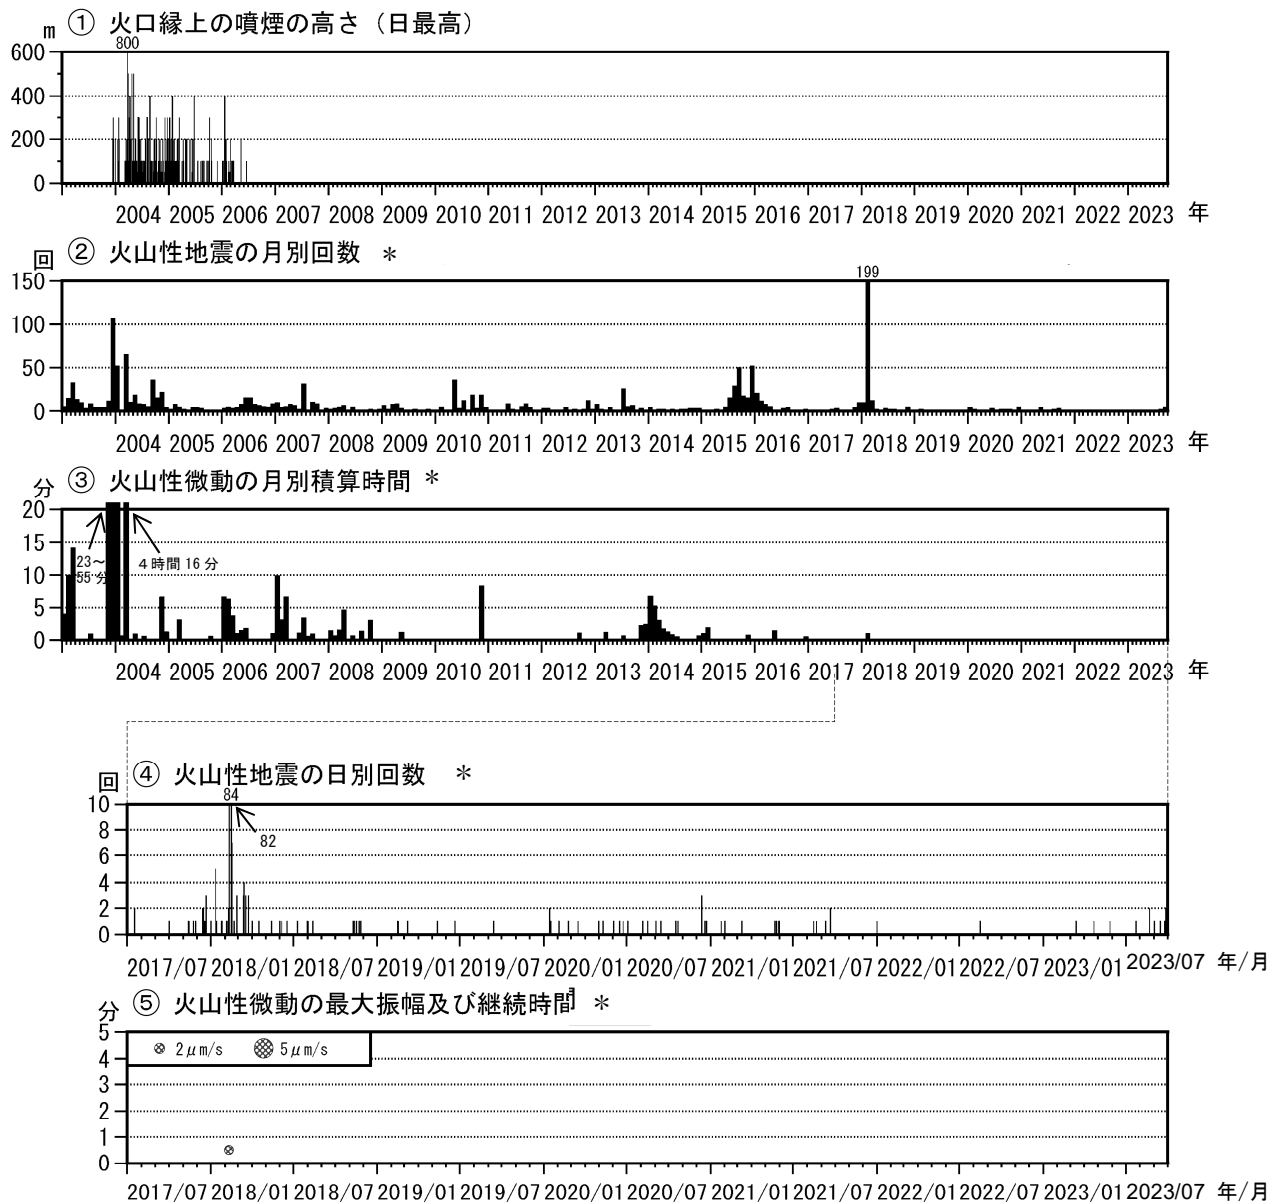 ① 火口縁上の噴煙の高さ（日最高）
m
800
600
400
200
0
2004 2005 2006 2007 2008 2009 2010 2011 2012 2013 2014 2015 2016 2017 2018 2019 2020 2021 2022 2023 年
② 火山性地震の月別回数 ＊
回
199
150
100
50
0
2004 2005 2006 2007 2008 2009 2010 2011 2012 2013 2014 2015 2016 2017 2018 2019 2020 2021 2022 2023 年
③ 火山性微動の月別積算時間 ＊
分
20
15
10
5
0
23～
55 分
４時間 16 分
2004 2005 2006 2007 2008 2009 2010 2011 2012 2013 2014 2015 2016 2017 2018 2019 2020 2021 2022 2023 年
④ 火山性地震の日別回数 ＊
回
84
82
10
8
6
4
2
0
2017/07 2018/01 2018/07 2019/01 2019/07 2020/01 2020/07 2021/01 2021/07 2022/01 2022/07 2023/01 2023/07 年/月
⑤ 火山性微動の最大振幅及び継続時間 ＊
分
5
4
3
2
1
0
2μm/s 5μm/s
2017/07 2018/01 2018/07 2019/01 2019/07 2020/01 2020/07 2021/01 2021/07 2022/01 2022/07 2023/01 2023/07 年/月